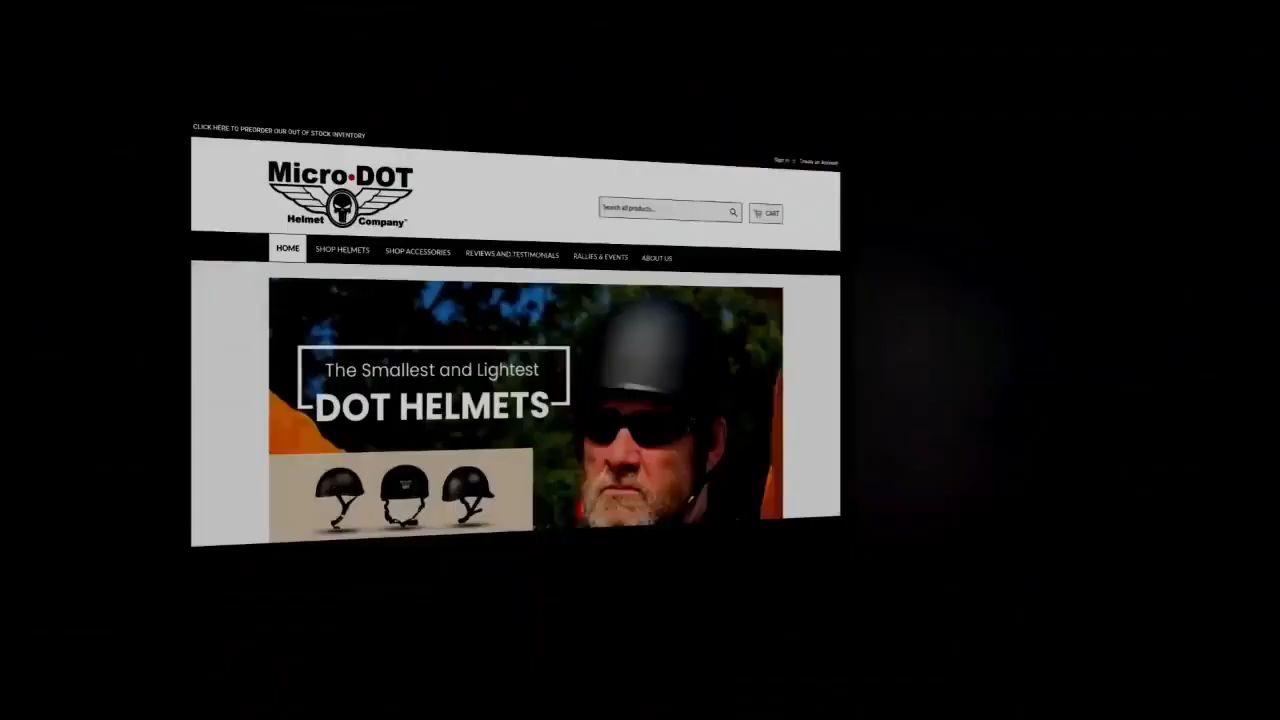 CLICK HERE TO PREORDER OUR OUT OF STOCK INVENTORY
Sign in or Create an Account
Micro•DOT
Helmet Company™
Search all products...
CART
HOME SHOP HELMETS SHOP ACCESSORIES REVIEWS AND TESTIMONIALS RALLIES & EVENTS ABOUT US
The Smallest and Lightest
DOT HELMETS